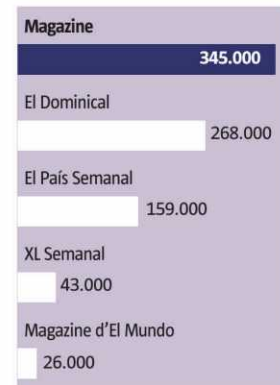 Magazine
345.000
El Dominical
268.000
El País Semanal
159.000
XL Semanal
43.000
Magazine d'El Mundo
26.000